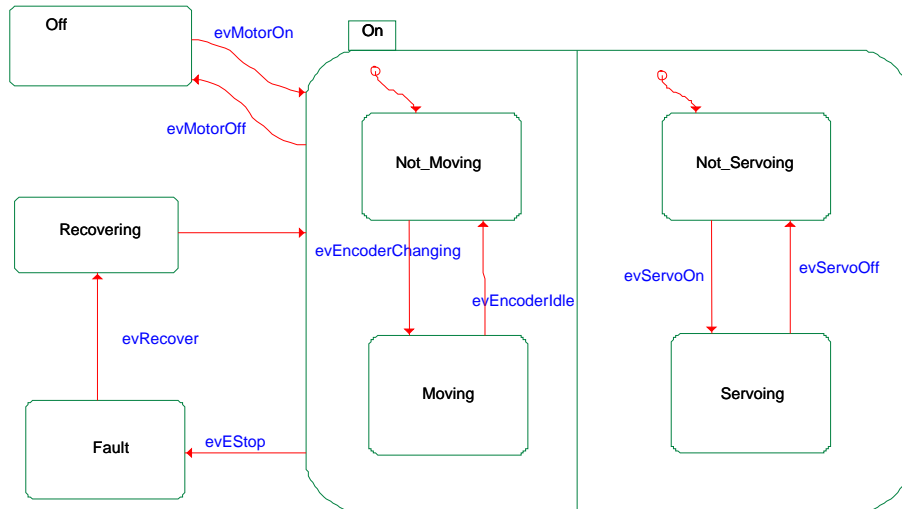 Off
On
evMotorOn
evMotorOff
Not_Moving
Not_Servoing
Recovering
evEncoderChanging
evServoOn
evServoOff
evEncoderIdle
evRecover
Moving
Servoing
Fault
evEStop